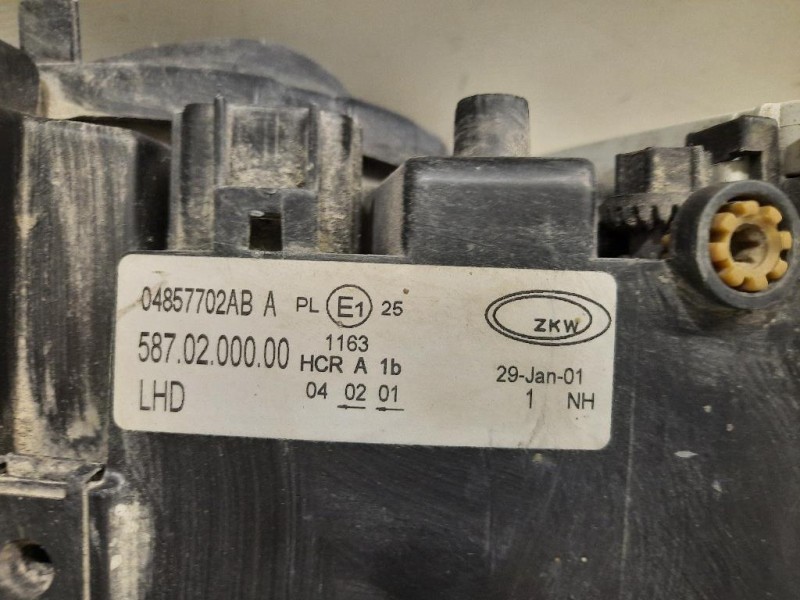 04857702AB A PL E1 25
1163
587.02.000.00 HCR A 1b
LHD 04 02 01
ZKW
29-Jan-01
1 NH